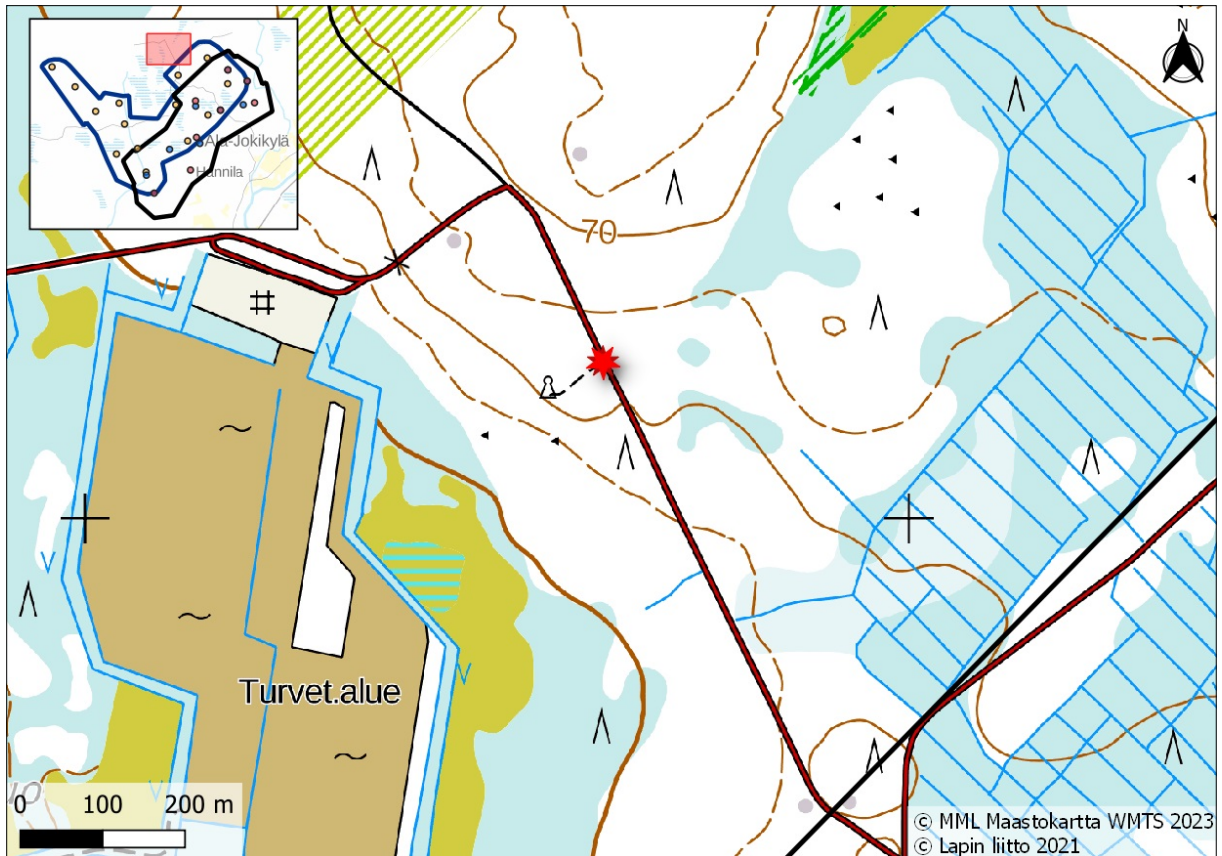 Ala-Jokikylä
Hannila
N
70
Turvet.alue
0 100 200 m
© MML Maastokartta WMTS 2023
© Lapin liitto 2021